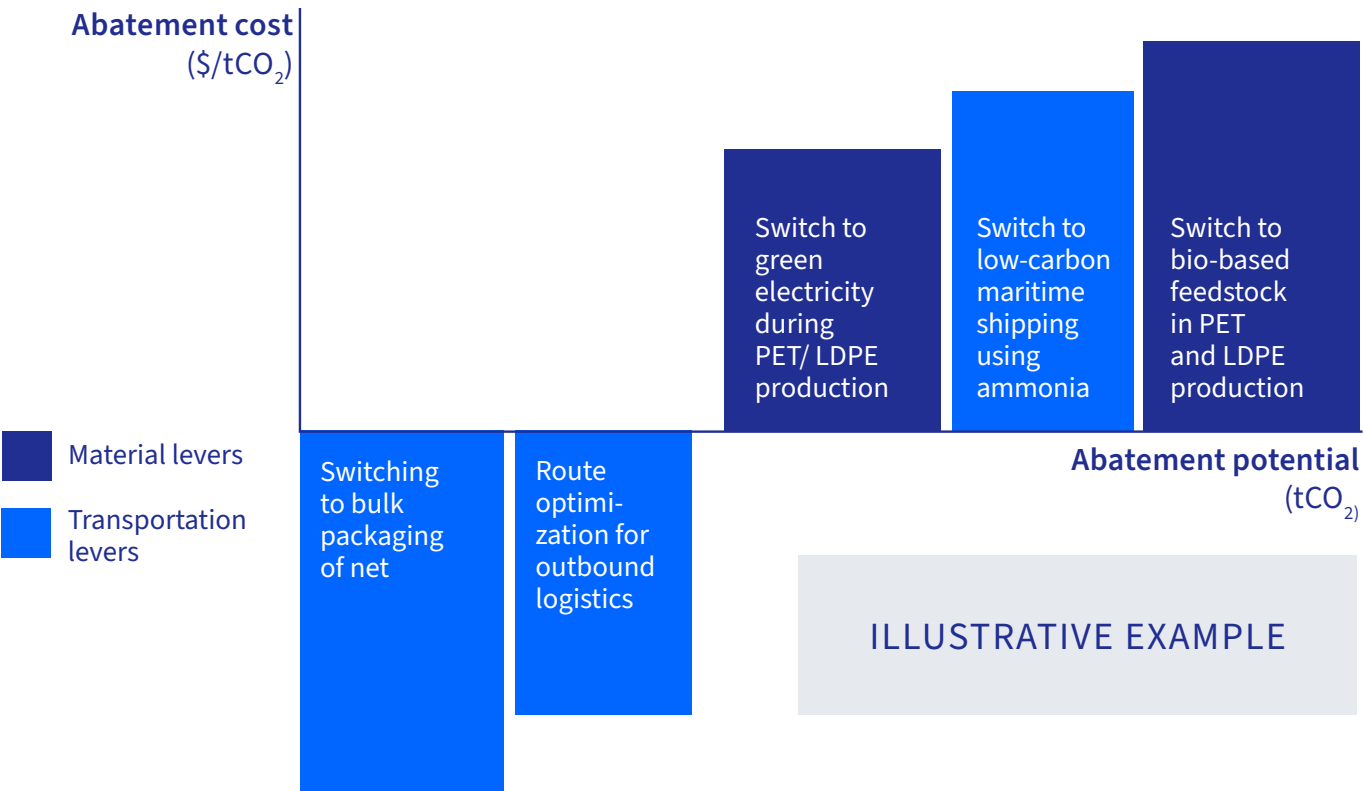 Abatement cost
($/tCO₂)
Switch to
green
electricity
during
PET/ LDPE
production
Switch to
low-carbon
maritime
shipping
using
ammonia
Switch to
bio-based
feedstock
in PET
and LDPE
production
Material levers
Transportation
levers
Switching
to bulk
packaging
of net
Route
optimi-
zation for
outbound
logistics
Abatement potential
(tCO₂₎
ILLUSTRATIVE EXAMPLE